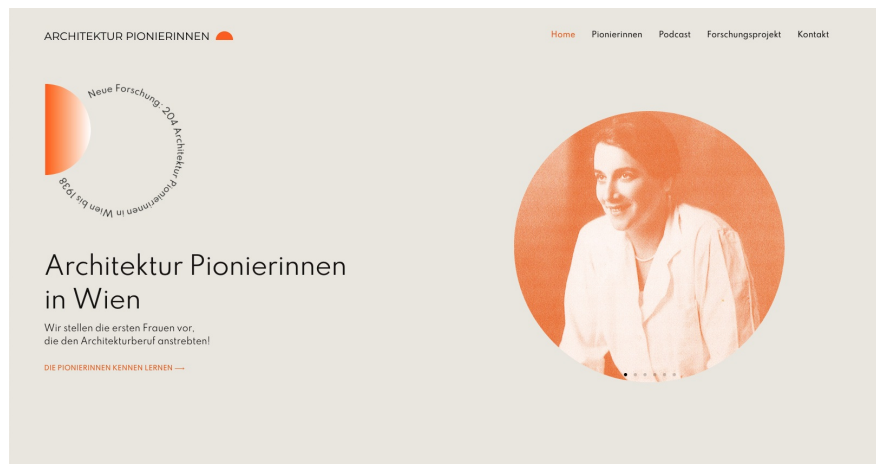 ARCHITEKTUR PIONIERINNEN
Home Pionierinnen Podcast Forschungsprojekt Kontakt
Neue Forschung: 204 Architektur Pionierinnen in Wien bis 1938
Architektur Pionierinnen
in Wien
Wir stellen die ersten Frauen vor,
die den Architekturberuf anstrebten!
DIE PIONIERINNEN KENNEN LERNEN →